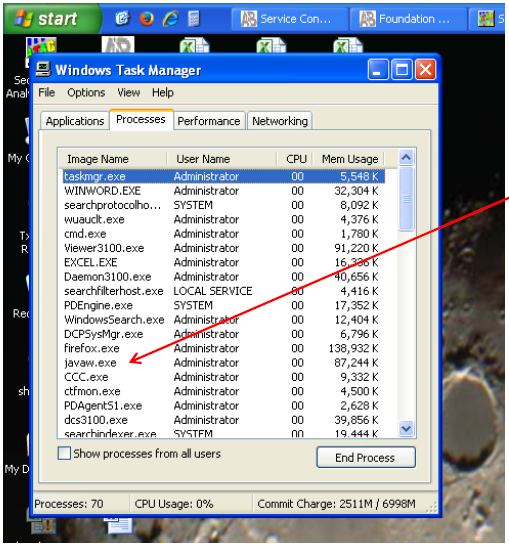 start
Service Con...
Foundation ...
Windows Task Manager
File Options View Help
Applications Processes Performance Networking
Image Name User Name CPU Mem Usage
taskmgr.exe Administrator 00 5,548 K
WINWORD.EXE Administrator 00 32,304 K
searchprotocolho... SYSTEM 00 8,092 K
wuauclt.exe Administrator 00 4,376 K
cmd.exe Administrator 00 1,780 K
Viewer3100.exe Administrator 00 91,220 K
EXCEL.EXE Administrator 00 16,336 K
Daemon3100.exe Administrator 00 40,656 K
searchfilterhost.exe LOCAL SERVICE 00 4,416 K
PDEngine.exe SYSTEM 00 17,352 K
WindowsSearch.exe Administrator 00 12,404 K
DCPSysMgr.exe Administrator 00 6,796 K
firefox.exe Administrator 00 138,932 K
javaw.exe Administrator 00 87,244 K
CCC.exe Administrator 00 9,332 K
ctfmon.exe Administrator 00 4,500 K
PDAgentS1.exe Administrator 00 2,628 K
dcs3100.exe Administrator 00 39,856 K
searchindexer.exe SYSTEM 00 19,444 K
Show processes from all users
End Process
Processes: 70 CPU Usage: 0% Commit Charge: 2511M / 6998M
Anal
My
Rec
sh
My D